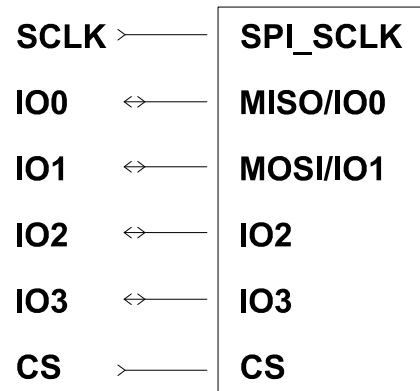 SCLK SPI_SCLK
IO0 MISO/IO0
IO1 MOSI/IO1
IO2 IO2
IO3 IO3
CS CS